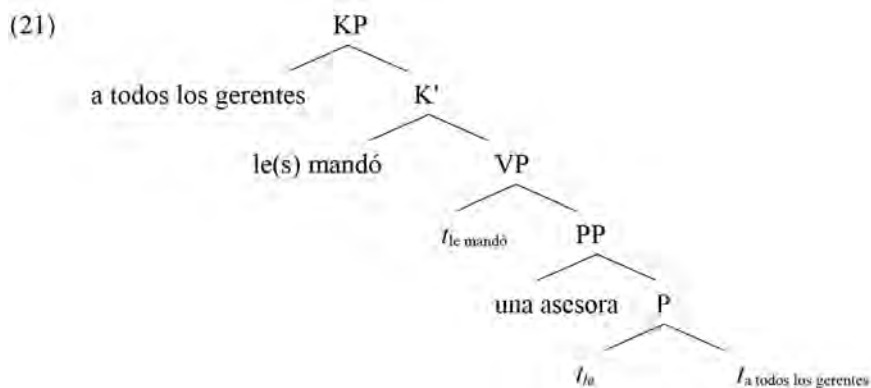 (21) KP
a todos los gerentes K'
le(s) mandó VP
t le mandó PP
una asesora P
t le t a todos los gerentes